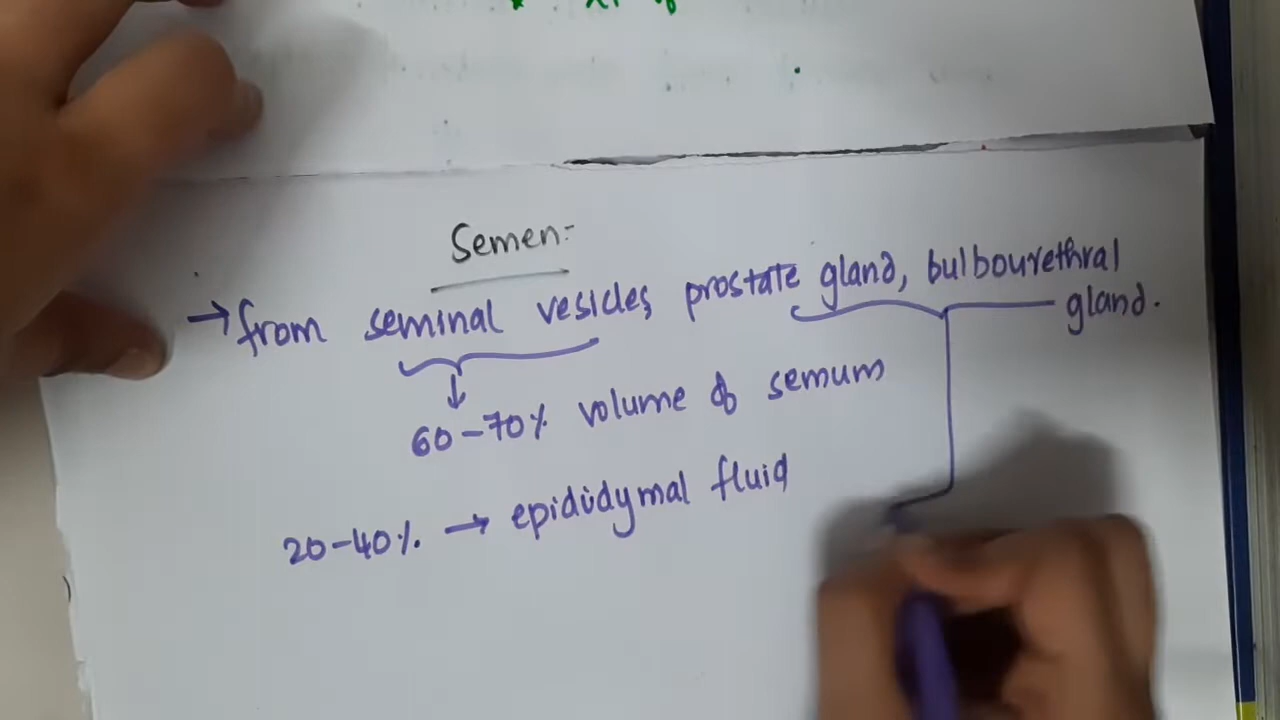 Semen:-
→ from seminal vesicles, prostate gland, bulbourethral
gland.
60-70% volume of semum
20-40% → epididymal fluid